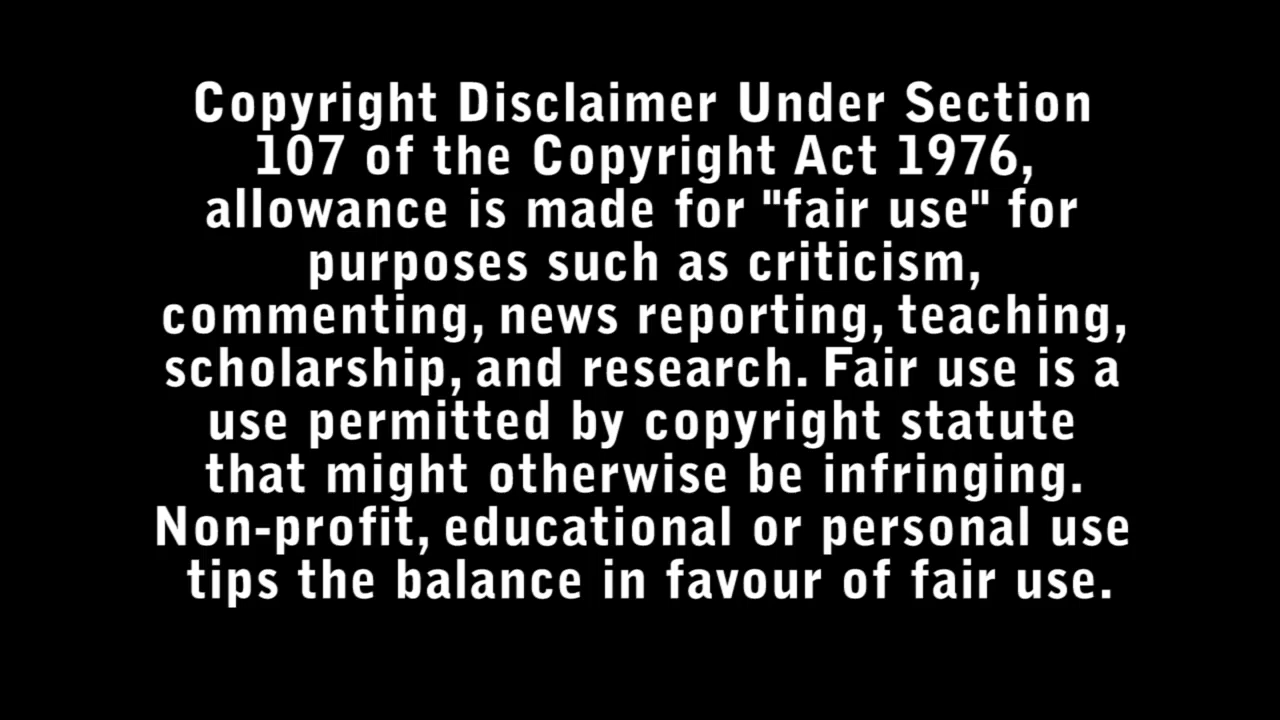 Copyright Disclaimer Under Section
107 of the Copyright Act 1976,
allowance is made for "fair use" for
purposes such as criticism,
commenting, news reporting, teaching,
scholarship, and research. Fair use is a
use permitted by copyright statute
that might otherwise be infringing.
Non-profit, educational or personal use
tips the balance in favour of fair use.